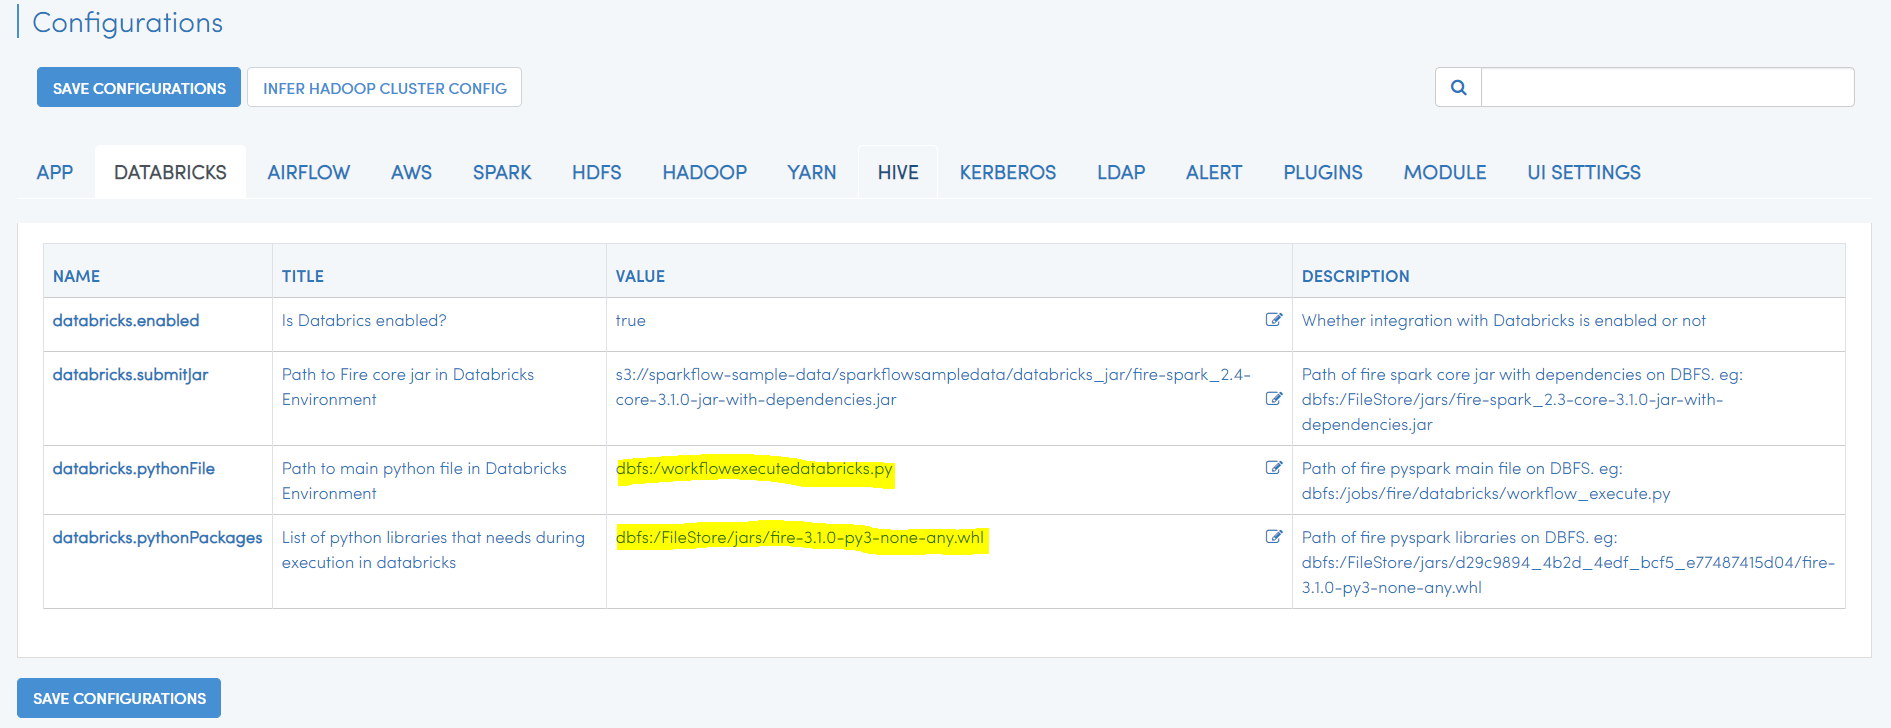 Configurations
SAVE CONFIGURATIONS
INFER HADOOP CLUSTER CONFIG
APP
DATABRICKS
AIRFLOW
AWS
SPARK
HDFS
HADOOP
YARN
HIVE
KERBEROS
LDAP
ALERT
PLUGINS
MODULE
UI SETTINGS
NAME
TITLE
VALUE
DESCRIPTION
databricks.enabled
Is Databrics enabled?
true
Whether integration with Databricks is enabled or not
databricks.submitJar
Path to Fire core jar in Databricks
Environment
s3://sparkflow-sample-data/sparkflowsampledata/databricks_jar/fire-spark_2.4-
core-3.1.0-jar-with-dependencies.jar
Path of fire spark core jar with dependencies on DBFS. eg:
dbfs:/FileStore/jars/fire-spark_2.3-core-3.1.0-jar-with-
dependencies.jar
databricks.pythonFile
Path to main python file in Databricks
Environment
dbfs:/workflowexecutedatabricks.py
Path of fire pyspark main file on DBFS. eg:
dbfs:/jobs/fire/databricks/workflow_execute.py
databricks.pythonPackages
List of python libraries that needs during
execution in databricks
dbfs:/FileStore/jars/fire-3.1.0-py3-none-any.whl
Path of fire pyspark libraries on DBFS. eg:
dbfs:/FileStore/jars/d29c9894_4b2d_4edf_bcf5_e77487415d04/fire-
3.1.0-py3-none-any.whl
SAVE CONFIGURATIONS